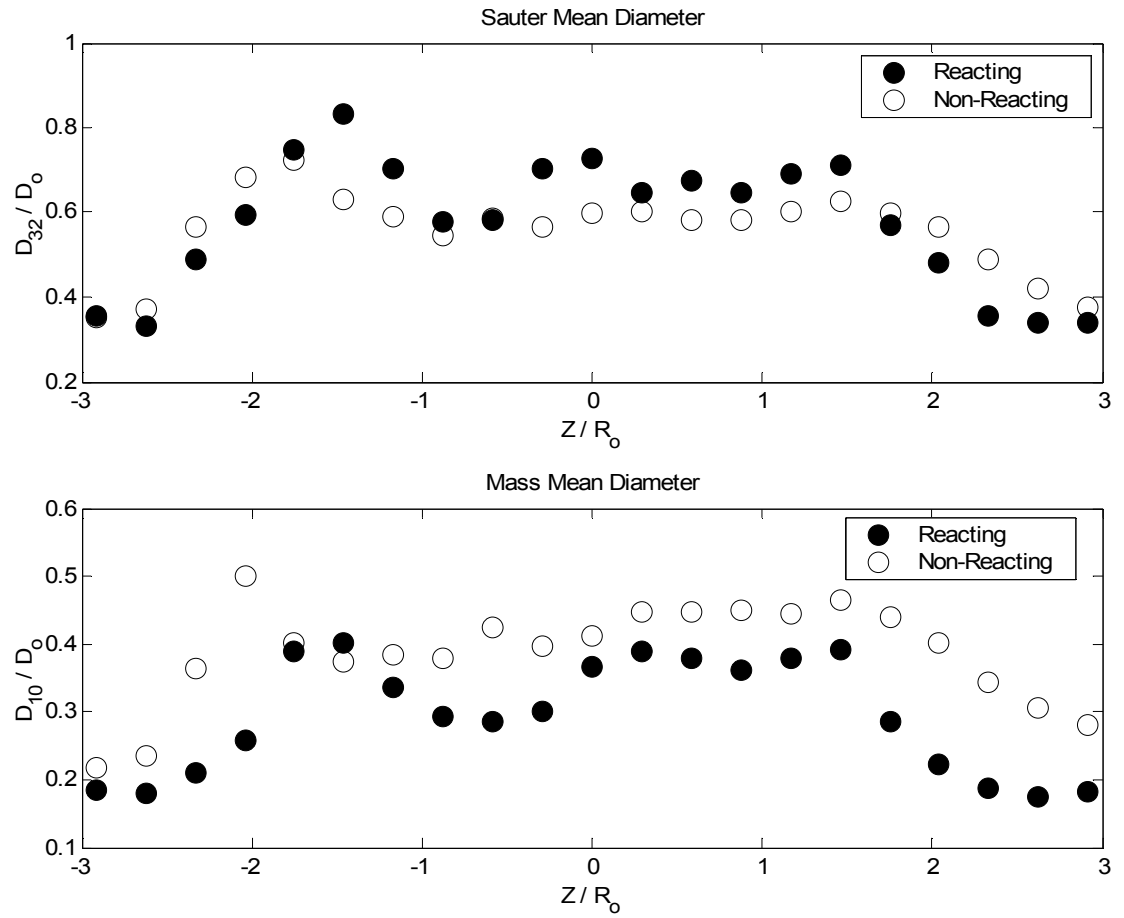 Sauter Mean Diameter
1
0.8
0.6
0.4
0.2
D32 / Do
Reacting
Non-Reacting
-3 -2 -1 0 1 2 3
Z / Ro
Mass Mean Diameter
0.6
0.5
0.4
0.3
0.2
0.1
D10 / Do
Reacting
Non-Reacting
-3 -2 -1 0 1 2 3
Z / Ro